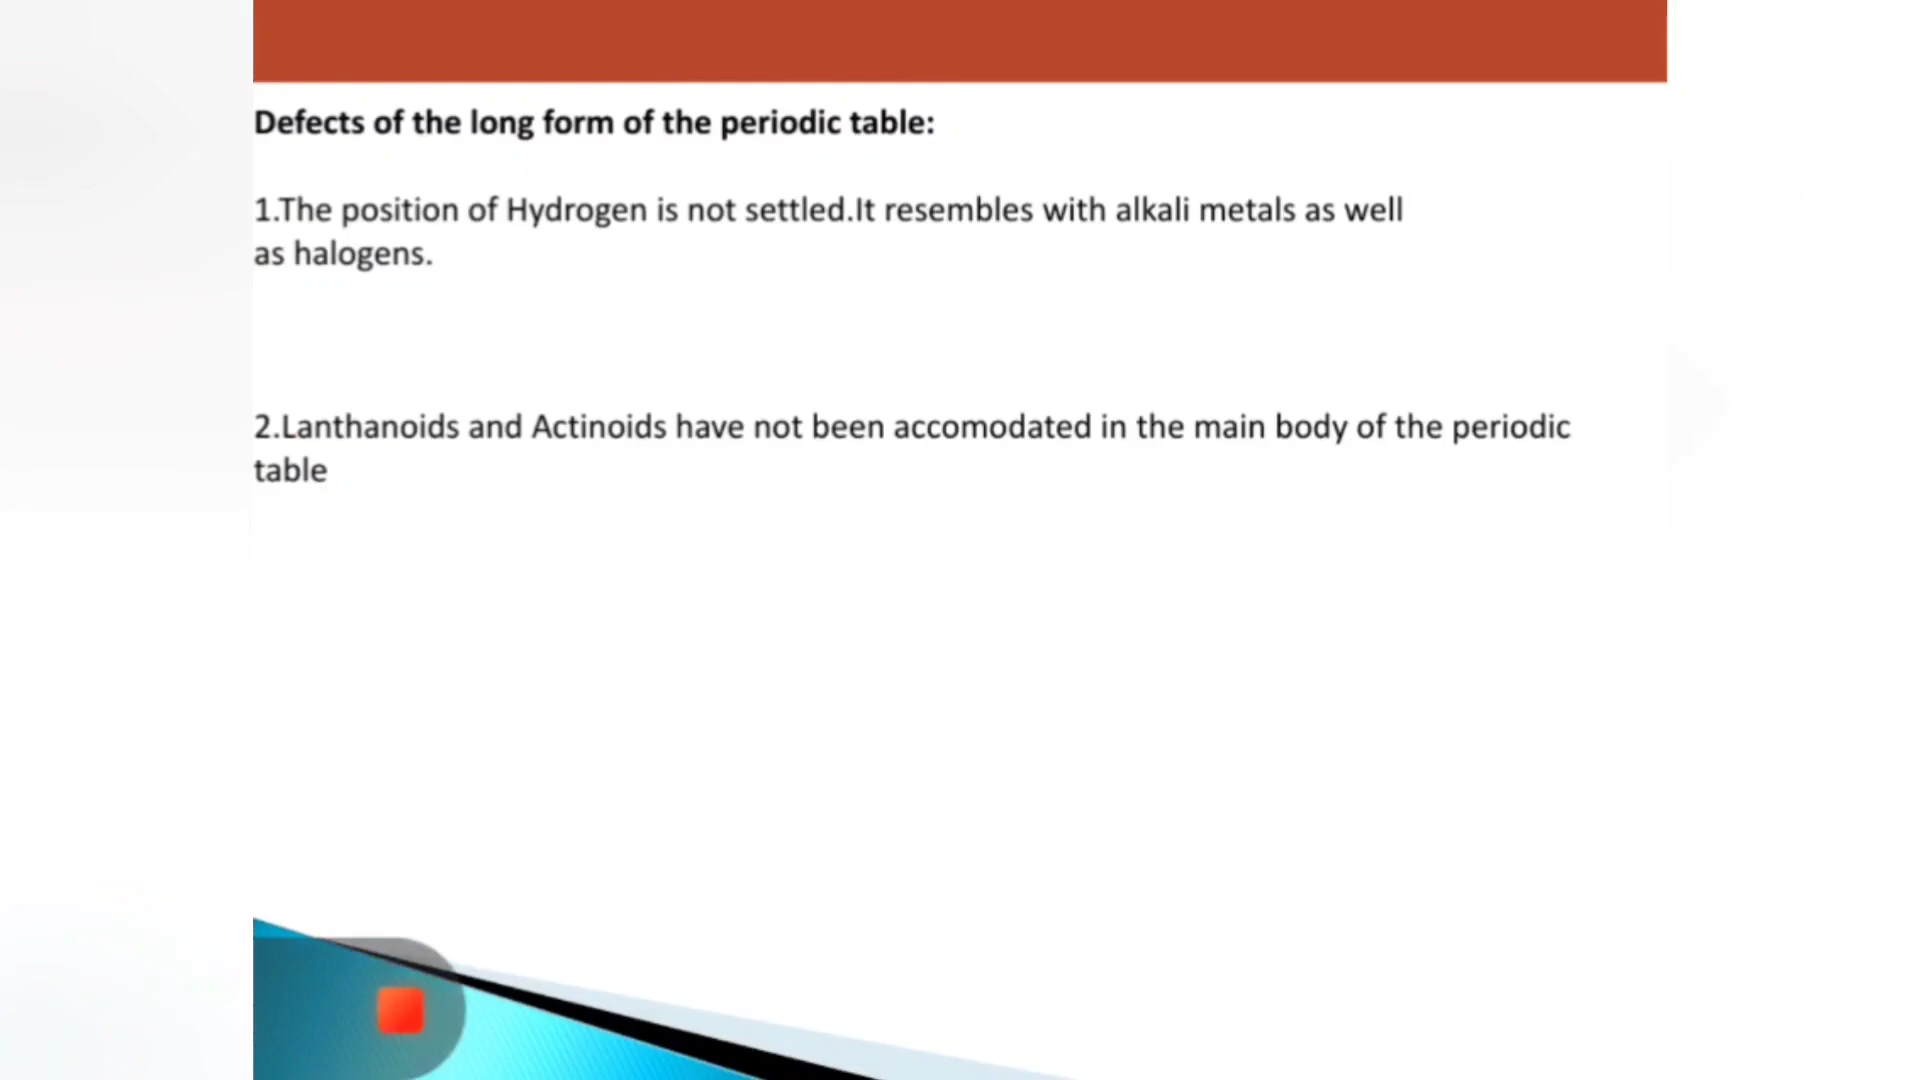 Defects of the long form of the periodic table:
1.The position of Hydrogen is not settled.It resembles with alkali metals as well
as halogens.
2.Lanthanoids and Actinoids have not been accomodated in the main body of the periodic
table